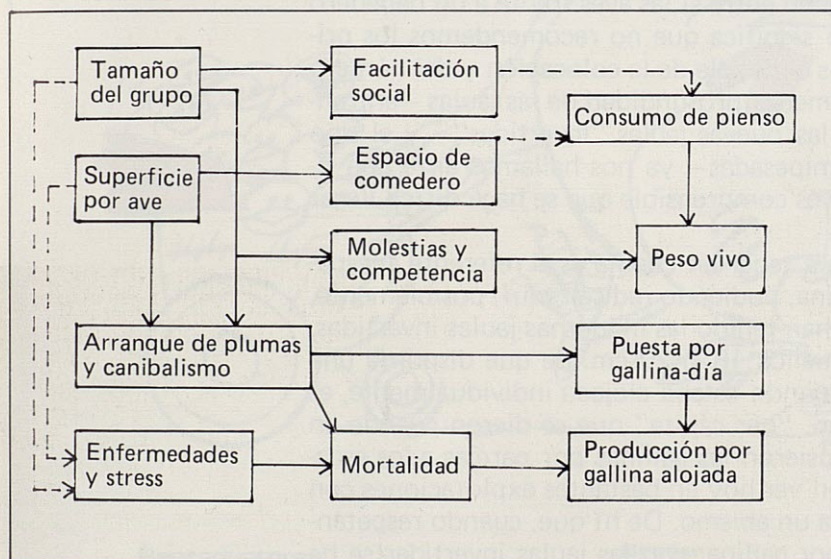 Tamaño
del grupo
Facilitación
social
Consumo de pienso
Superficie
por ave
Espacio de
comedero
Molestias y
competencia
Peso vivo
Arranque de plumas
y canibalismo
Puesta por
gallina-día
Enfermedades
y stress
Mortalidad
Producción por
gallina alojada